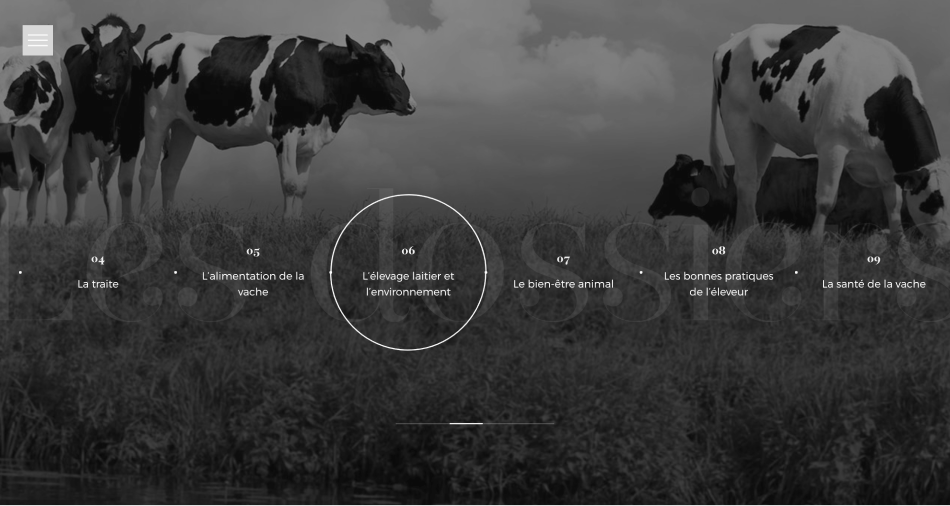 Les dossiers
04
La traite
05
L'alimentation de la
vache
06
L'élevage laitier et
l'environnement
07
Le bien-être animal
08
Les bonnes pratiques
de l'éleveur
09
La santé de la vache